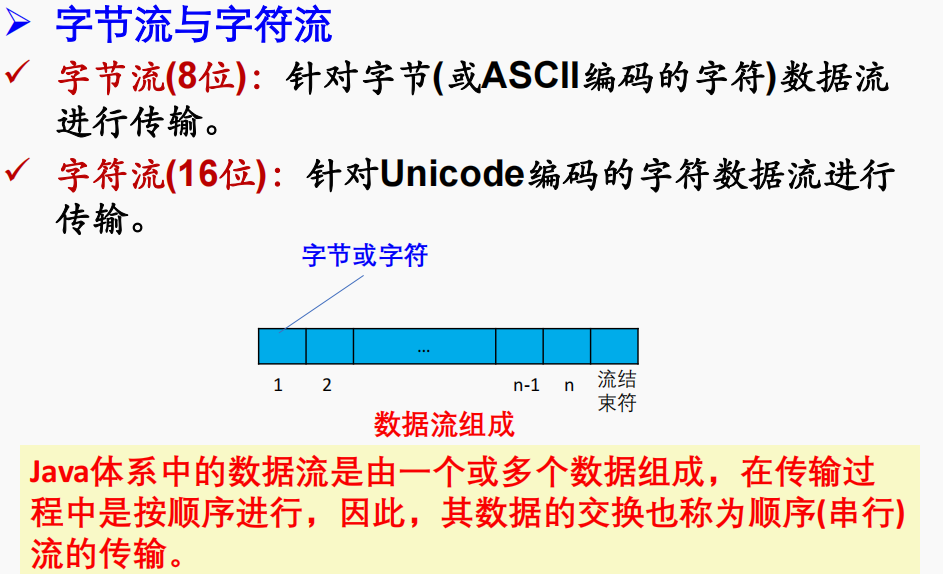 ➢ 字节流与字符流
✓ 字节流(8位)：针对字节(或ASCII编码的字符)数据流
进行传输。
✓ 字符流(16位)：针对Unicode编码的字符数据流进行
传输。
字节或字符
...
1 2 n-1 n 流结
束符
数据流组成
Java体系中的数据流是由一个或多个数据组成，在传输过
程中是按顺序进行，因此，其数据的交换也称为顺序(串行)
流的传输。